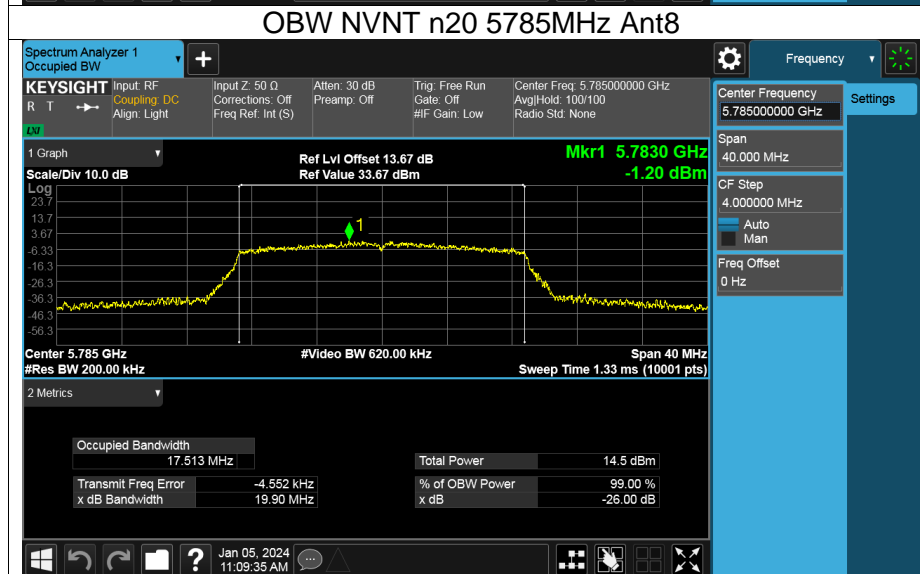 OBW NVNT n20 5785MHz Ant8
Spectrum Analyzer 1
Occupied BW
+
Frequency
KEYSIGHT
R T
LXI
Input: RF
Coupling: DC
Align: Light
Input Z: 50 Ω
Corrections: Off
Freq Ref: Int (S)
Atten: 30 dB
Preamp: Off
Trig: Free Run
Gate: Off
#IF Gain: Low
Center Freq: 5.785000000 GHz
Avg|Hold: 100/100
Radio Std: None
Center Frequency
5.785000000 GHz
Settings
Span
40.000 MHz
CF Step
4.000000 MHz
Auto
Man
Freq Offset
0 Hz
1 Graph
Scale/Div 10.0 dB
Ref Lvl Offset 13.67 dB
Ref Value 33.67 dBm
Mkr1 5.7830 GHz
-1.20 dBm
Log
23.7
13.7
3.67
-6.33
-16.3
-26.3
-36.3
-46.3
-56.3
1
Center 5.785 GHz
#Res BW 200.00 kHz
#Video BW 620.00 kHz
Span 40 MHz
Sweep Time 1.33 ms (10001 pts)
2 Metrics
Occupied Bandwidth
17.513 MHz
Total Power 14.5 dBm
Transmit Freq Error -4.552 kHz
% of OBW Power 99.00 %
x dB Bandwidth 19.90 MHz
x dB -26.00 dB
?
Jan 05, 2024
11:09:35 AM